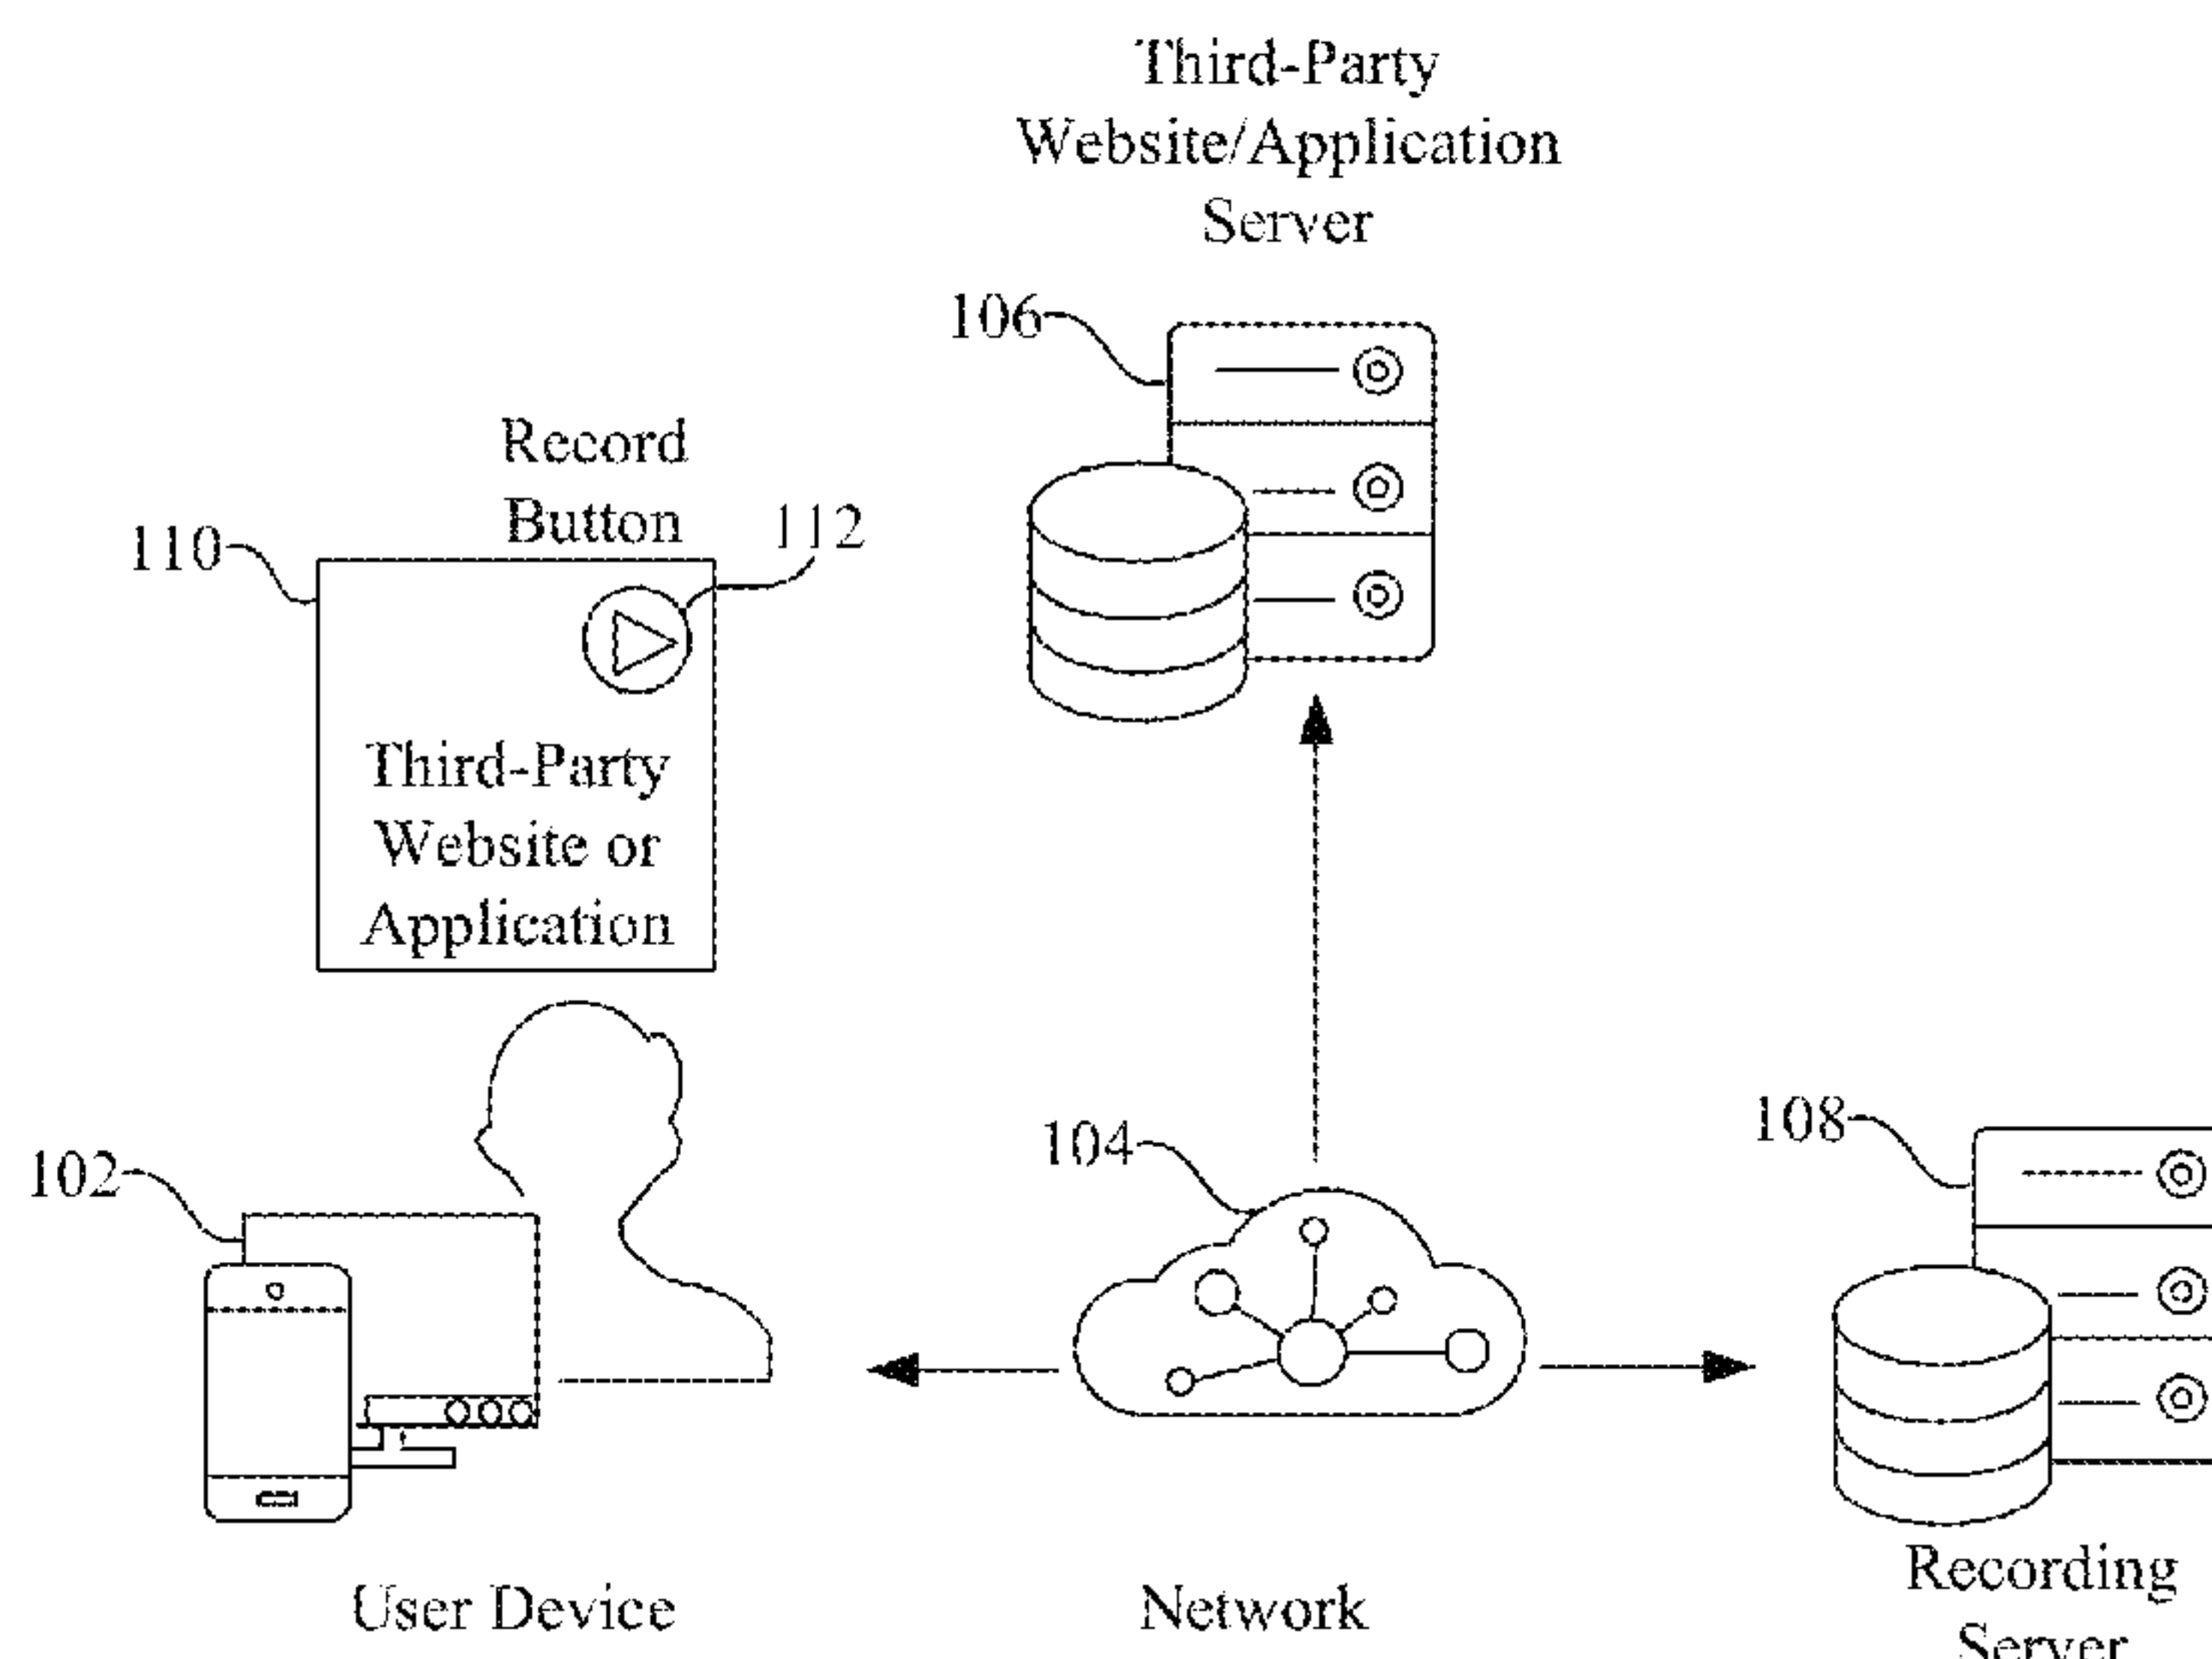 Third-Party
Website/Application
Server
106
Record
Button
110
112
Third-Party
Website or
Application
102
104
108
User Device
Network
Recording
Server